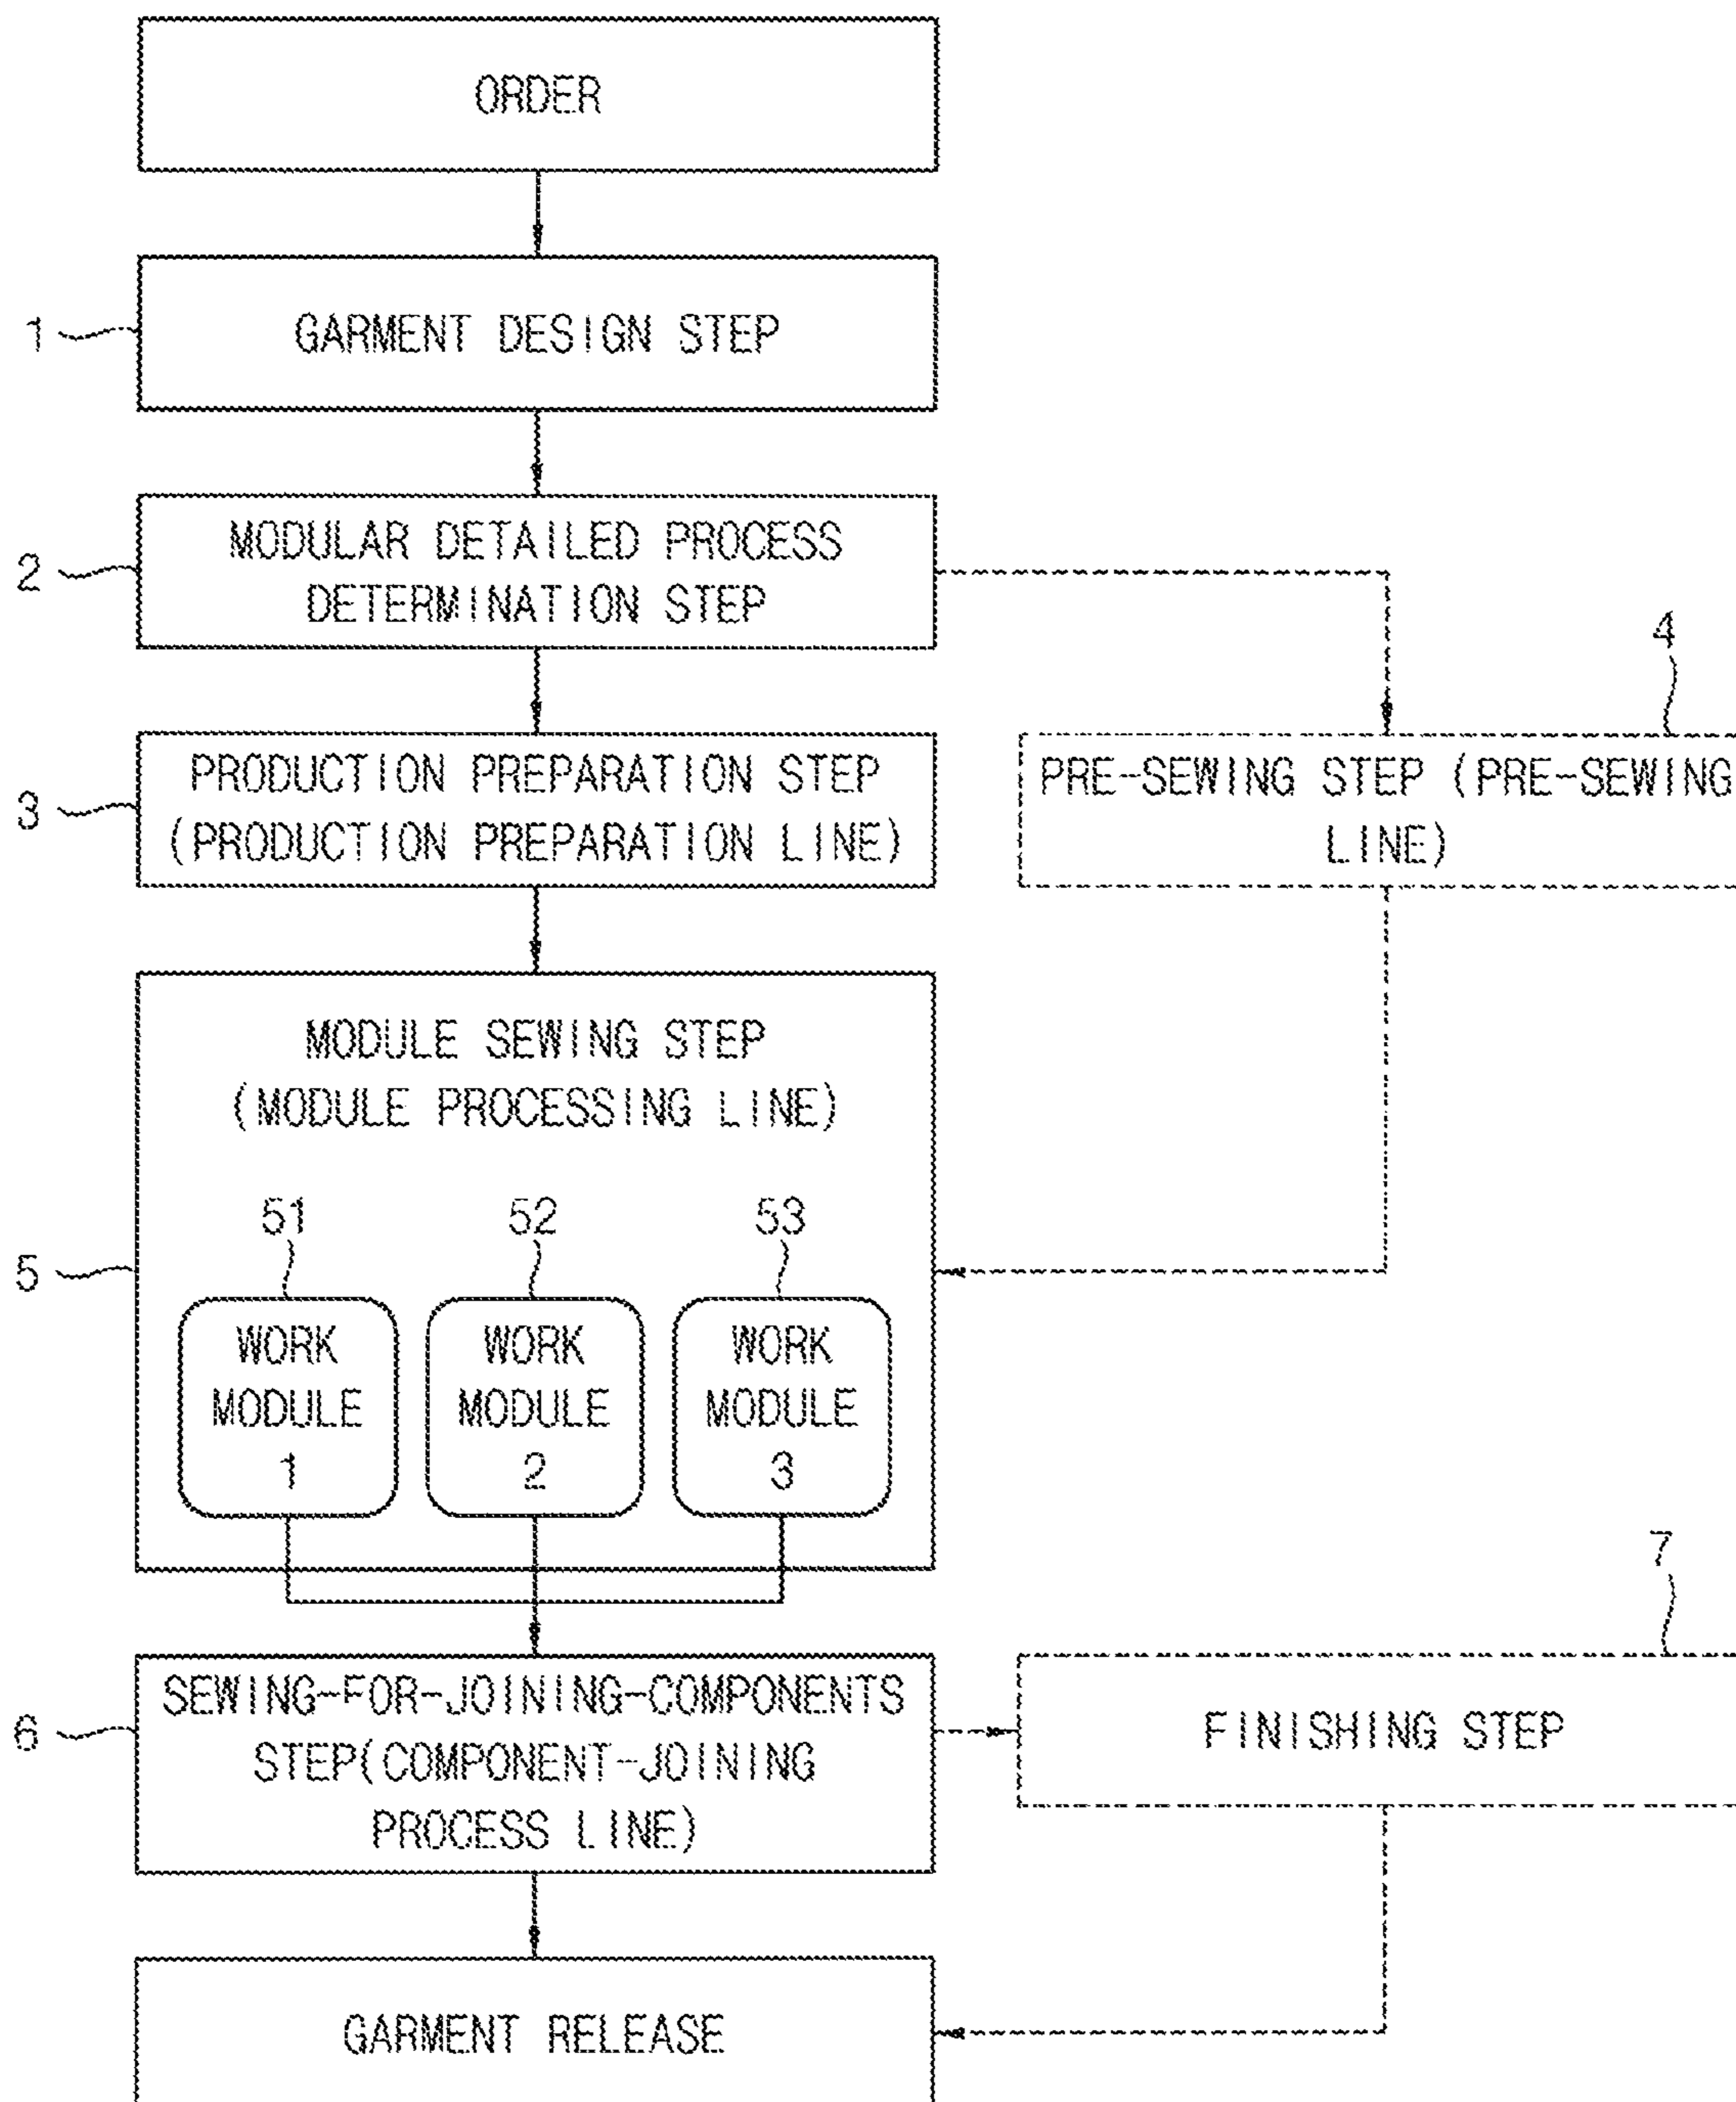 ORDER
1
GARMENT DESIGN STEP
2
MODULAR DETAILED PROCESS
DETERMINATION STEP
3
PRODUCTION PREPARATION STEP
(PRODUCTION PREPARATION LINE)
4
PRE-SEWING STEP (PRE-SEWING
LINE)
5
MODULE SEWING STEP
(MODULE PROCESSING LINE)
51
WORK
MODULE
1
52
WORK
MODULE
2
53
WORK
MODULE
3
6
SEWING-FOR-JOINING-COMPONENTS
STEP(COMPONENT-JOINING
PROCESS LINE)
7
FINISHING STEP
GARMENT RELEASE